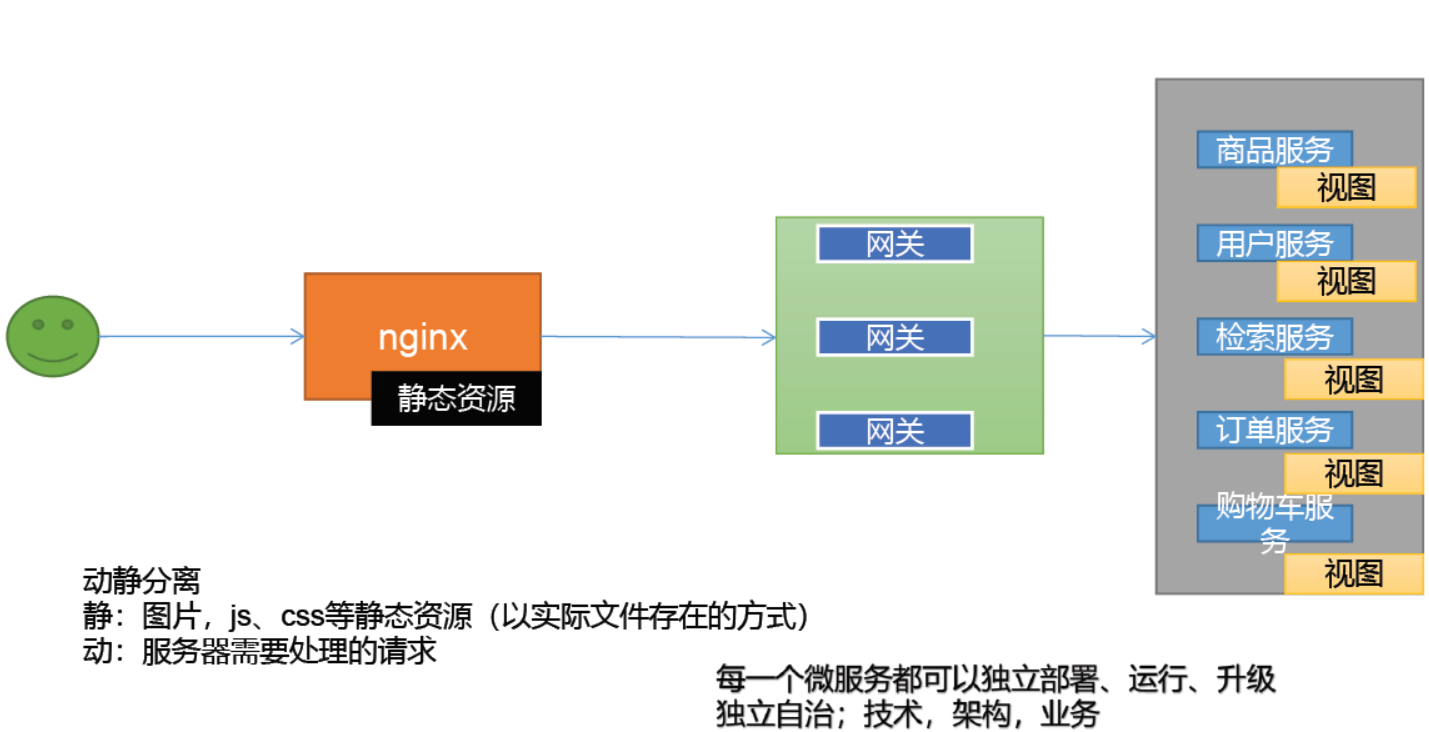 nginx
静态资源
网关
网关
网关
商品服务
视图
用户服务
视图
检索服务
视图
订单服务
视图
购物车服
务
视图
动静分离
静：图片，js、css等静态资源（以实际文件存在的方式）
动：服务器需要处理的请求
每一个微服务都可以独立部署、运行、升级
独立自治；技术，架构，业务